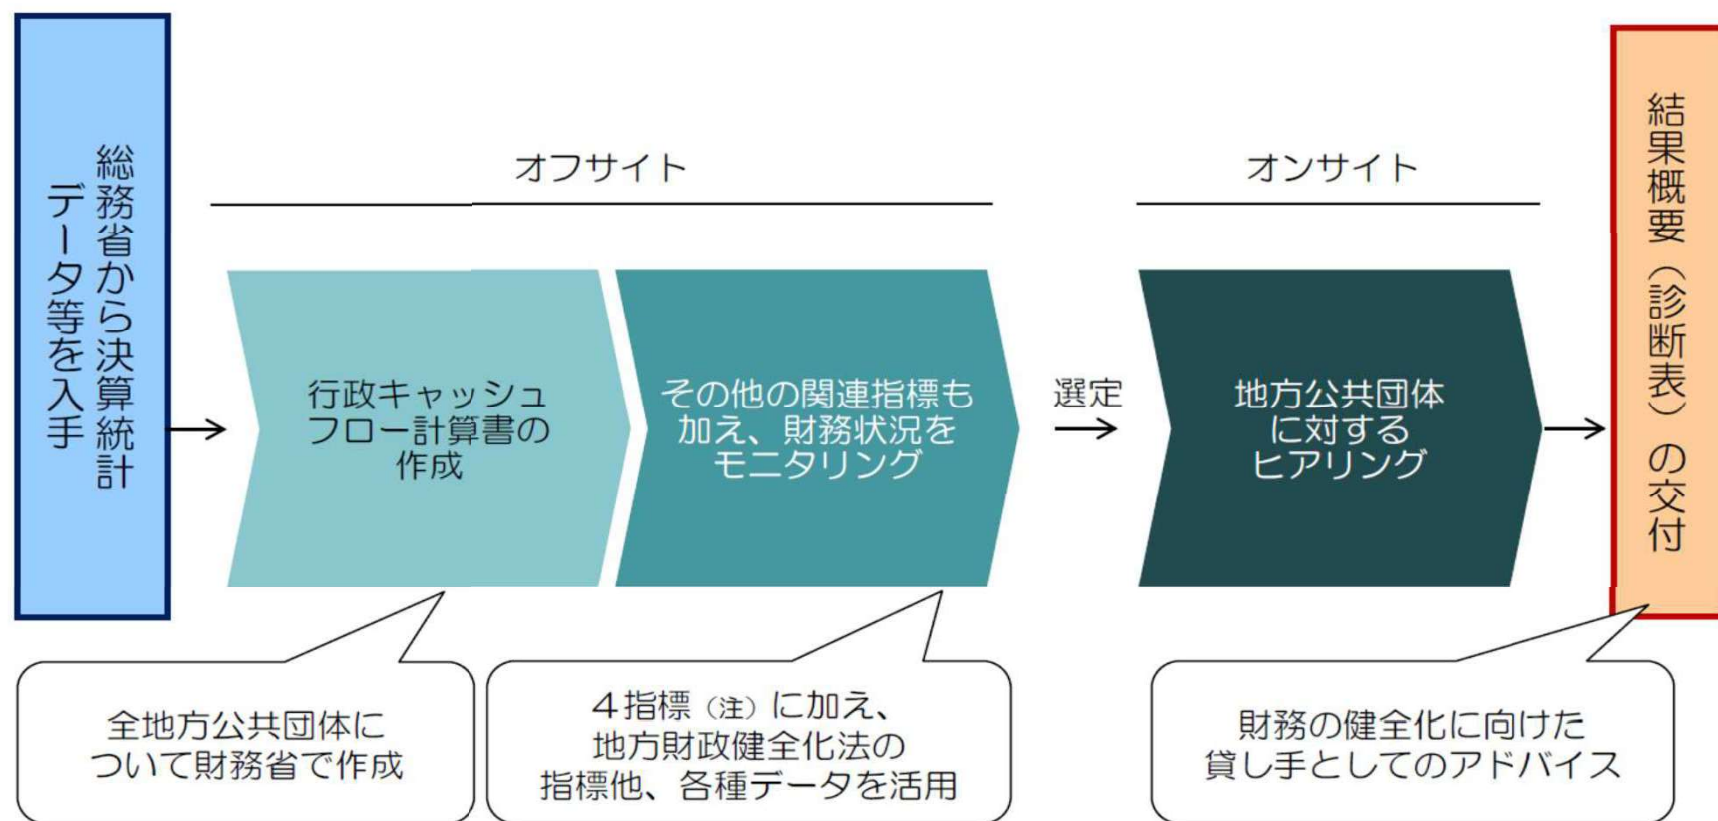 総務省から決算統計
データ等を入手
オフサイト
行政キャッシュ
フロー計算書の
作成
その他の関連指標も
加え、財務状況を
モニタリング
選定
オンサイト
地方公共団体
に対する
ヒアリング
結果概要（診断表）の交付
全地方公共団体に
ついて財務省で作成
４指標（注）に加え、
地方財政健全化法の
指標他、各種データを活用
財務の健全化に向けた
貸し手としてのアドバイス